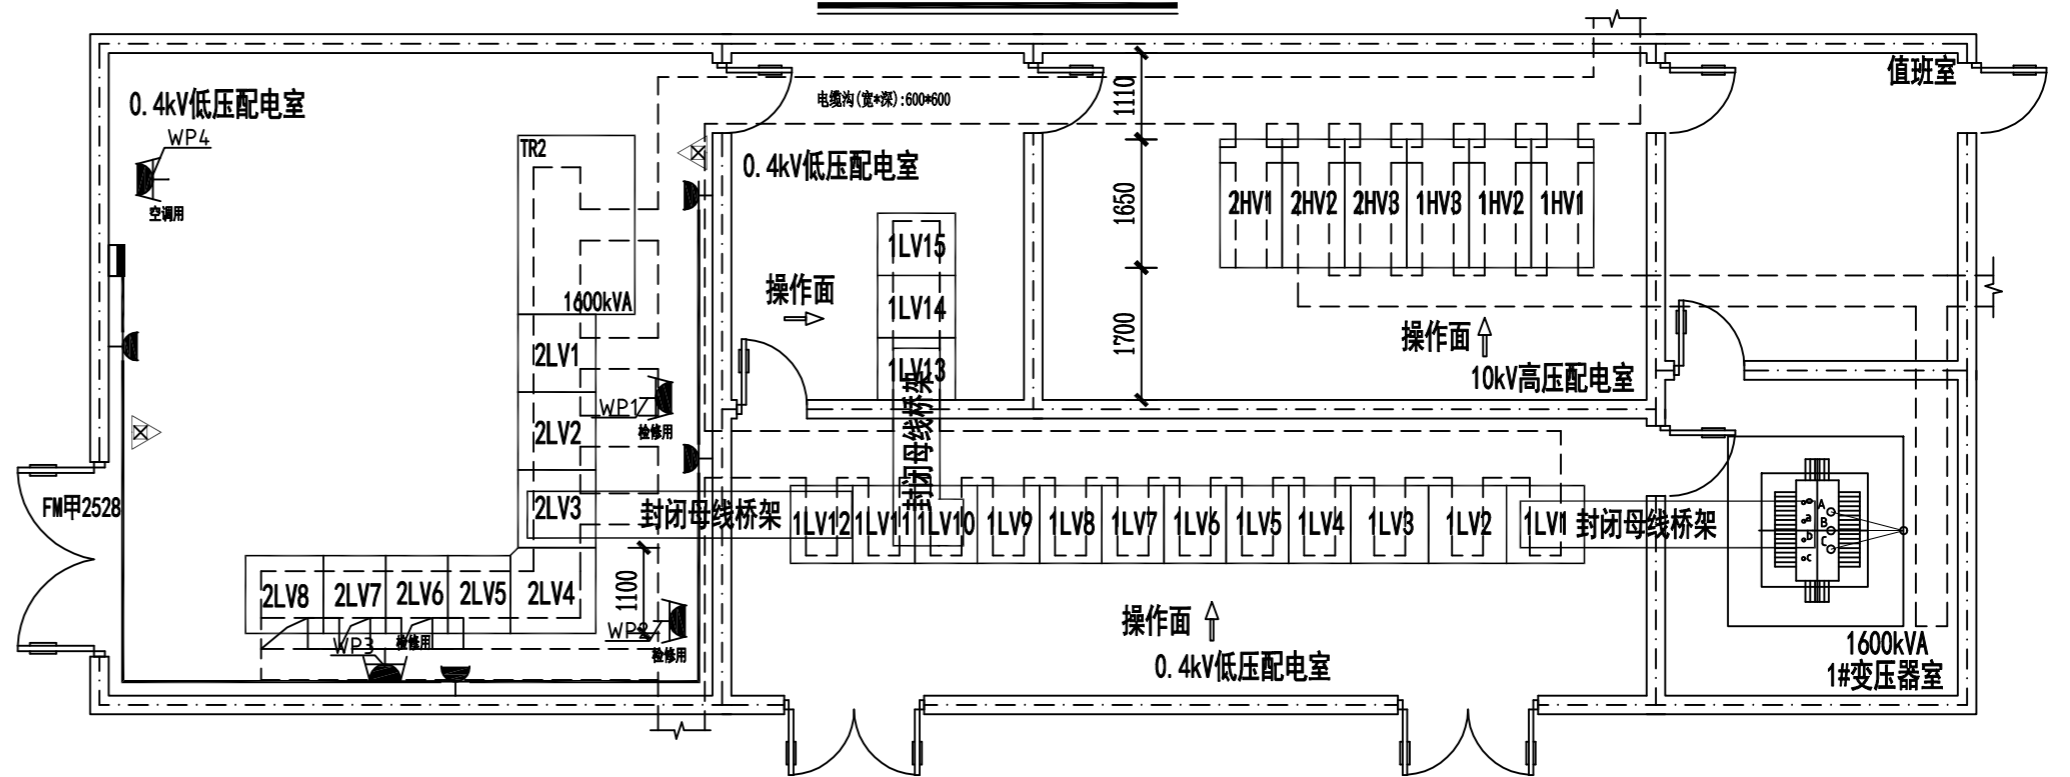 值班室
0.4kV低压配电室
WP4
空调用
电缆沟(宽*深):600*600
1110
TR2
0.4kV低压配电室
1650
2HV1
2HV2
2HV3
1HV3
1HV2
1HV1
1LV15
操作面
1600kVA
1LV14
1700
操作面
2LV1
1LV13
10kV高压配电室
WP1
检修用
2LV2
封闭母线桥架
FM甲2528
2LV3
封闭母线桥架
1LV12
1LV11
1LV10
1LV9
1LV8
1LV7
1LV6
1LV5
1LV4
1LV3
1LV2
1LV1
封闭母线桥架
A
a
B
b
C
c
2LV8
2LV7
2LV6
2LV5
2LV4
1100
操作面
WP3
检修用
WP2
检修用
0.4kV低压配电室
1600kVA
1#变压器室